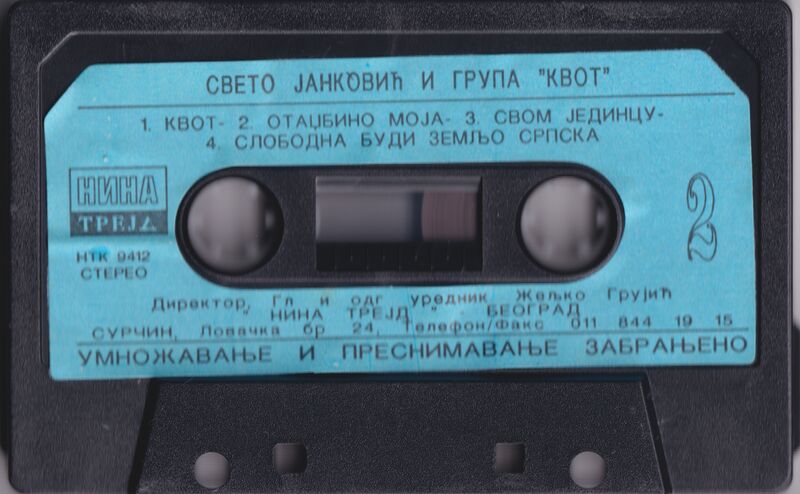 СВЕТО ЈАНКОВИЋ И ГРУПА "КВОТ"
1. КВОТ- 2. ОТАЏБИНО МОЈА- 3. СВОМ ЈЕДИНЦУ-
4. СЛОБОДНА БУДИ ЗЕМЉО СРПСКА
НИНА
ТРЕЈД
2
НТК 9412
СТЕРЕО
Директор, Гл и одг уредник Жељко Грујић
" НИНА ТРЕЈД " - БЕОГРАД
СУРЧИН, Ловачка бр 24, Телефон/Факс 011 844 19 15
УМНОЖАВАЊЕ И ПРЕСНИМАВАЊЕ ЗАБРАЊЕНО